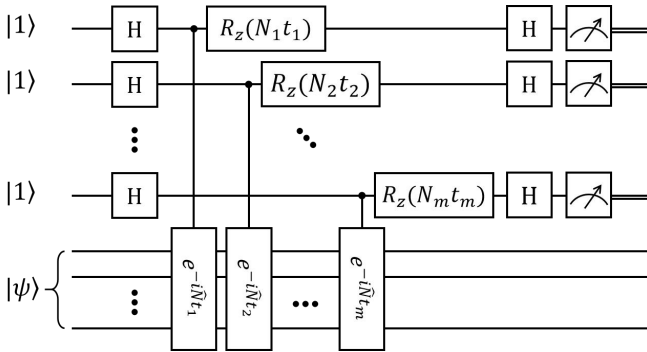 |1⟩ H R_z(N_1t_1) H
|1⟩ H R_z(N_2t_2) H
|1⟩ H R_z(N_mt_m) H
|ψ⟩ e^{-iN̂t_1} e^{-iN̂t_2} e^{-iN̂t_m}